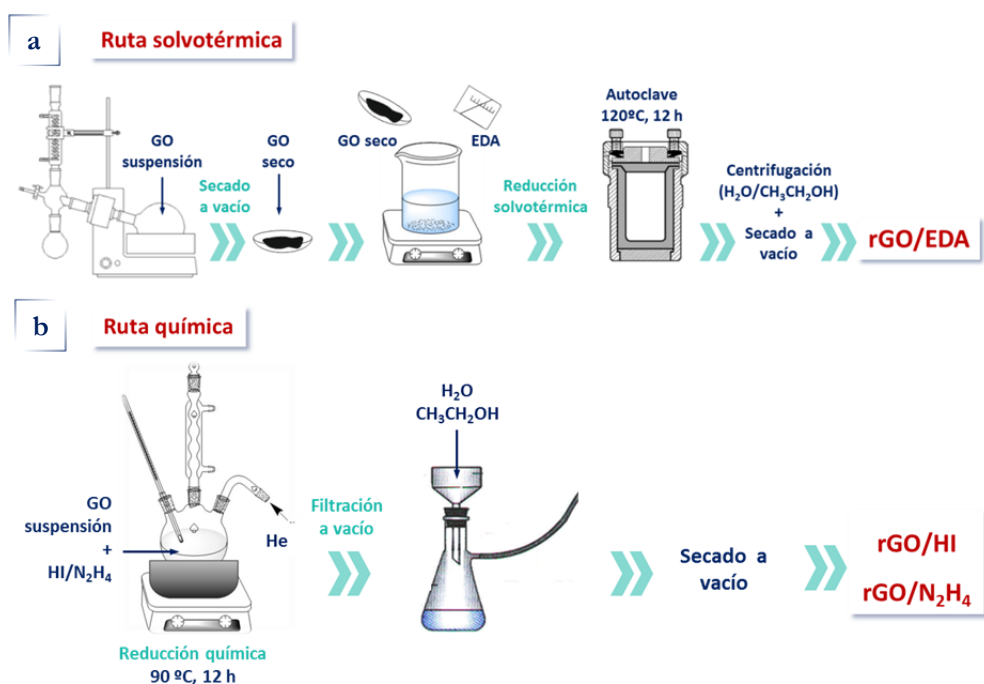 a
Ruta solvotérmica
GO
suspensión
Secado
a vacío
GO
seco
GO seco
EDA
Reducción
solvotérmica
Autoclave
120ºC, 12 h
Centrifugación
(H₂O/CH₃CH₂OH)
+
Secado a
vacío
rGO/EDA
b
Ruta química
GO
suspensión
+
HI/N₂H₄
He
Reducción química
90 ºC, 12 h
Filtración
a vacío
H₂O
CH₃CH₂OH
Secado a
vacío
rGO/HI
rGO/N₂H₄